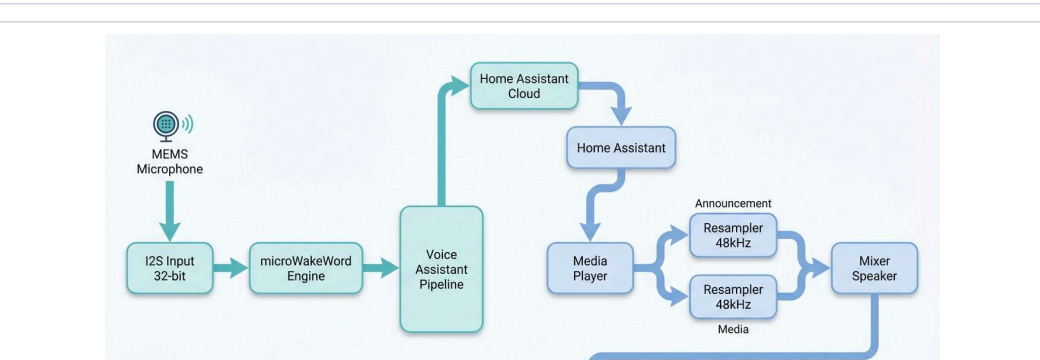 MEMS
Microphone
I2S Input
32-bit
microWakeWord
Engine
Voice
Assistant
Pipeline
Home Assistant
Cloud
Home Assistant
Media
Player
Announcement
Resampler
48kHz
Resampler
48kHz
Media
Mixer
Speaker